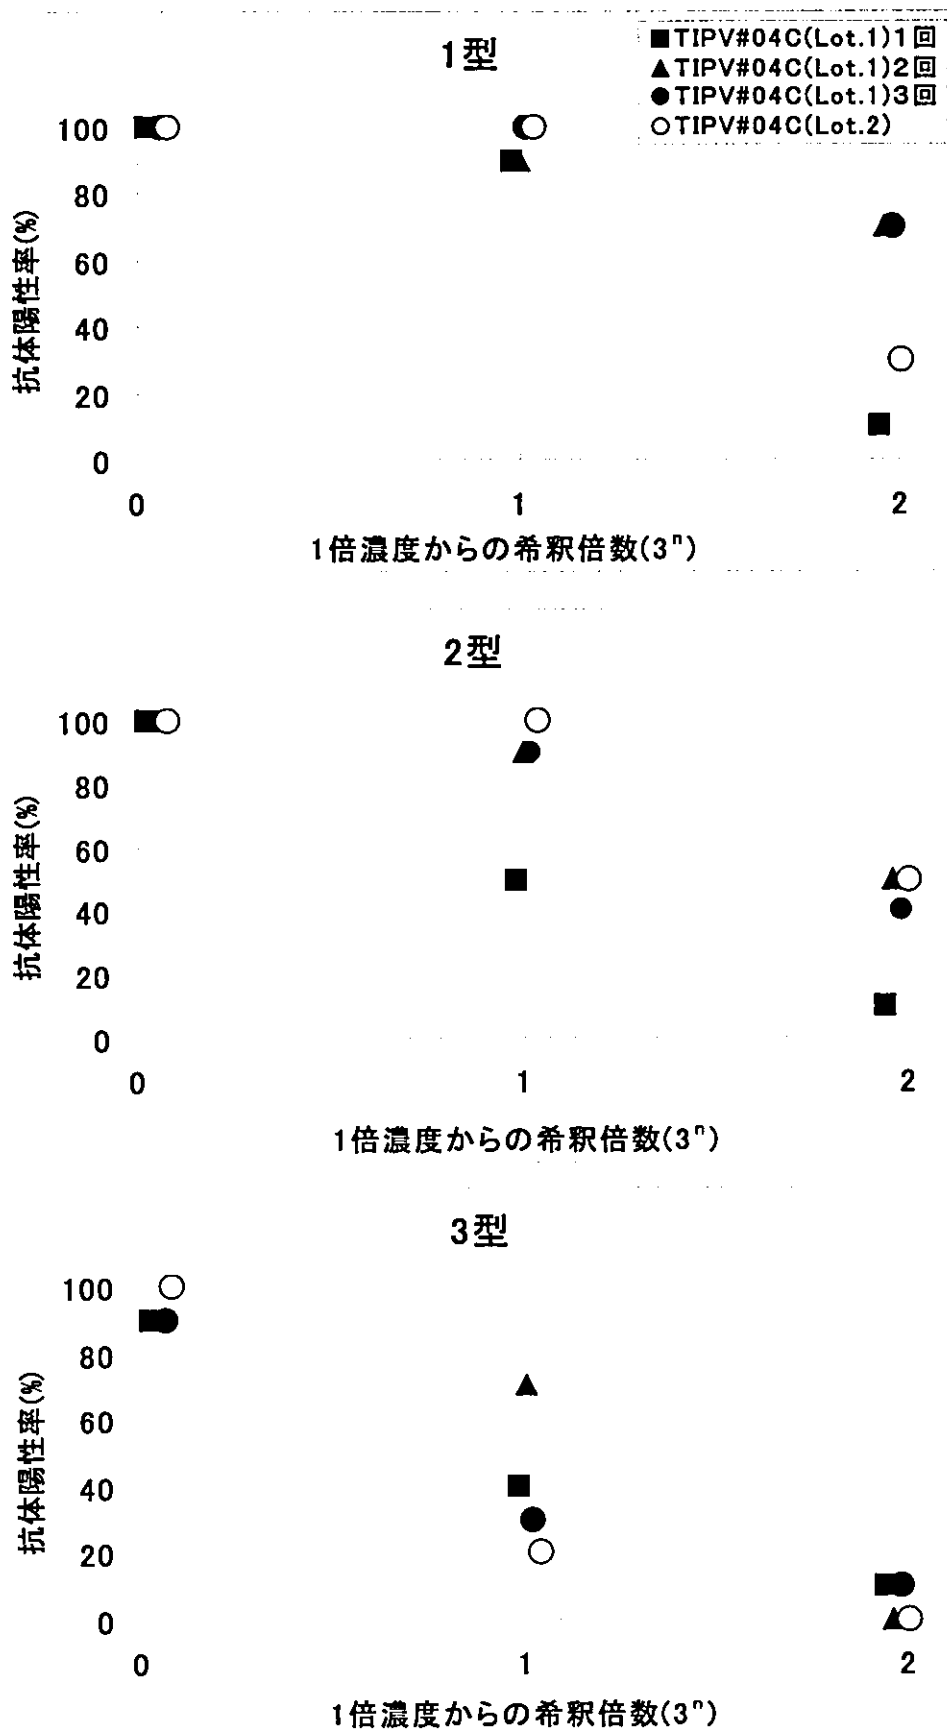 1型
■TIPV#04C(Lot.1)1回
▲TIPV#04C(Lot.1)2回
●TIPV#04C(Lot.1)3回
○TIPV#04C(Lot.2)
抗体陽性率(%)
100
80
60
40
20
0
0 1 2
1倍濃度からの希釈倍数(3ⁿ)
2型
抗体陽性率(%)
100
80
60
40
20
0
0 1 2
1倍濃度からの希釈倍数(3ⁿ)
3型
抗体陽性率(%)
100
80
60
40
20
0
0 1 2
1倍濃度からの希釈倍数(3ⁿ)